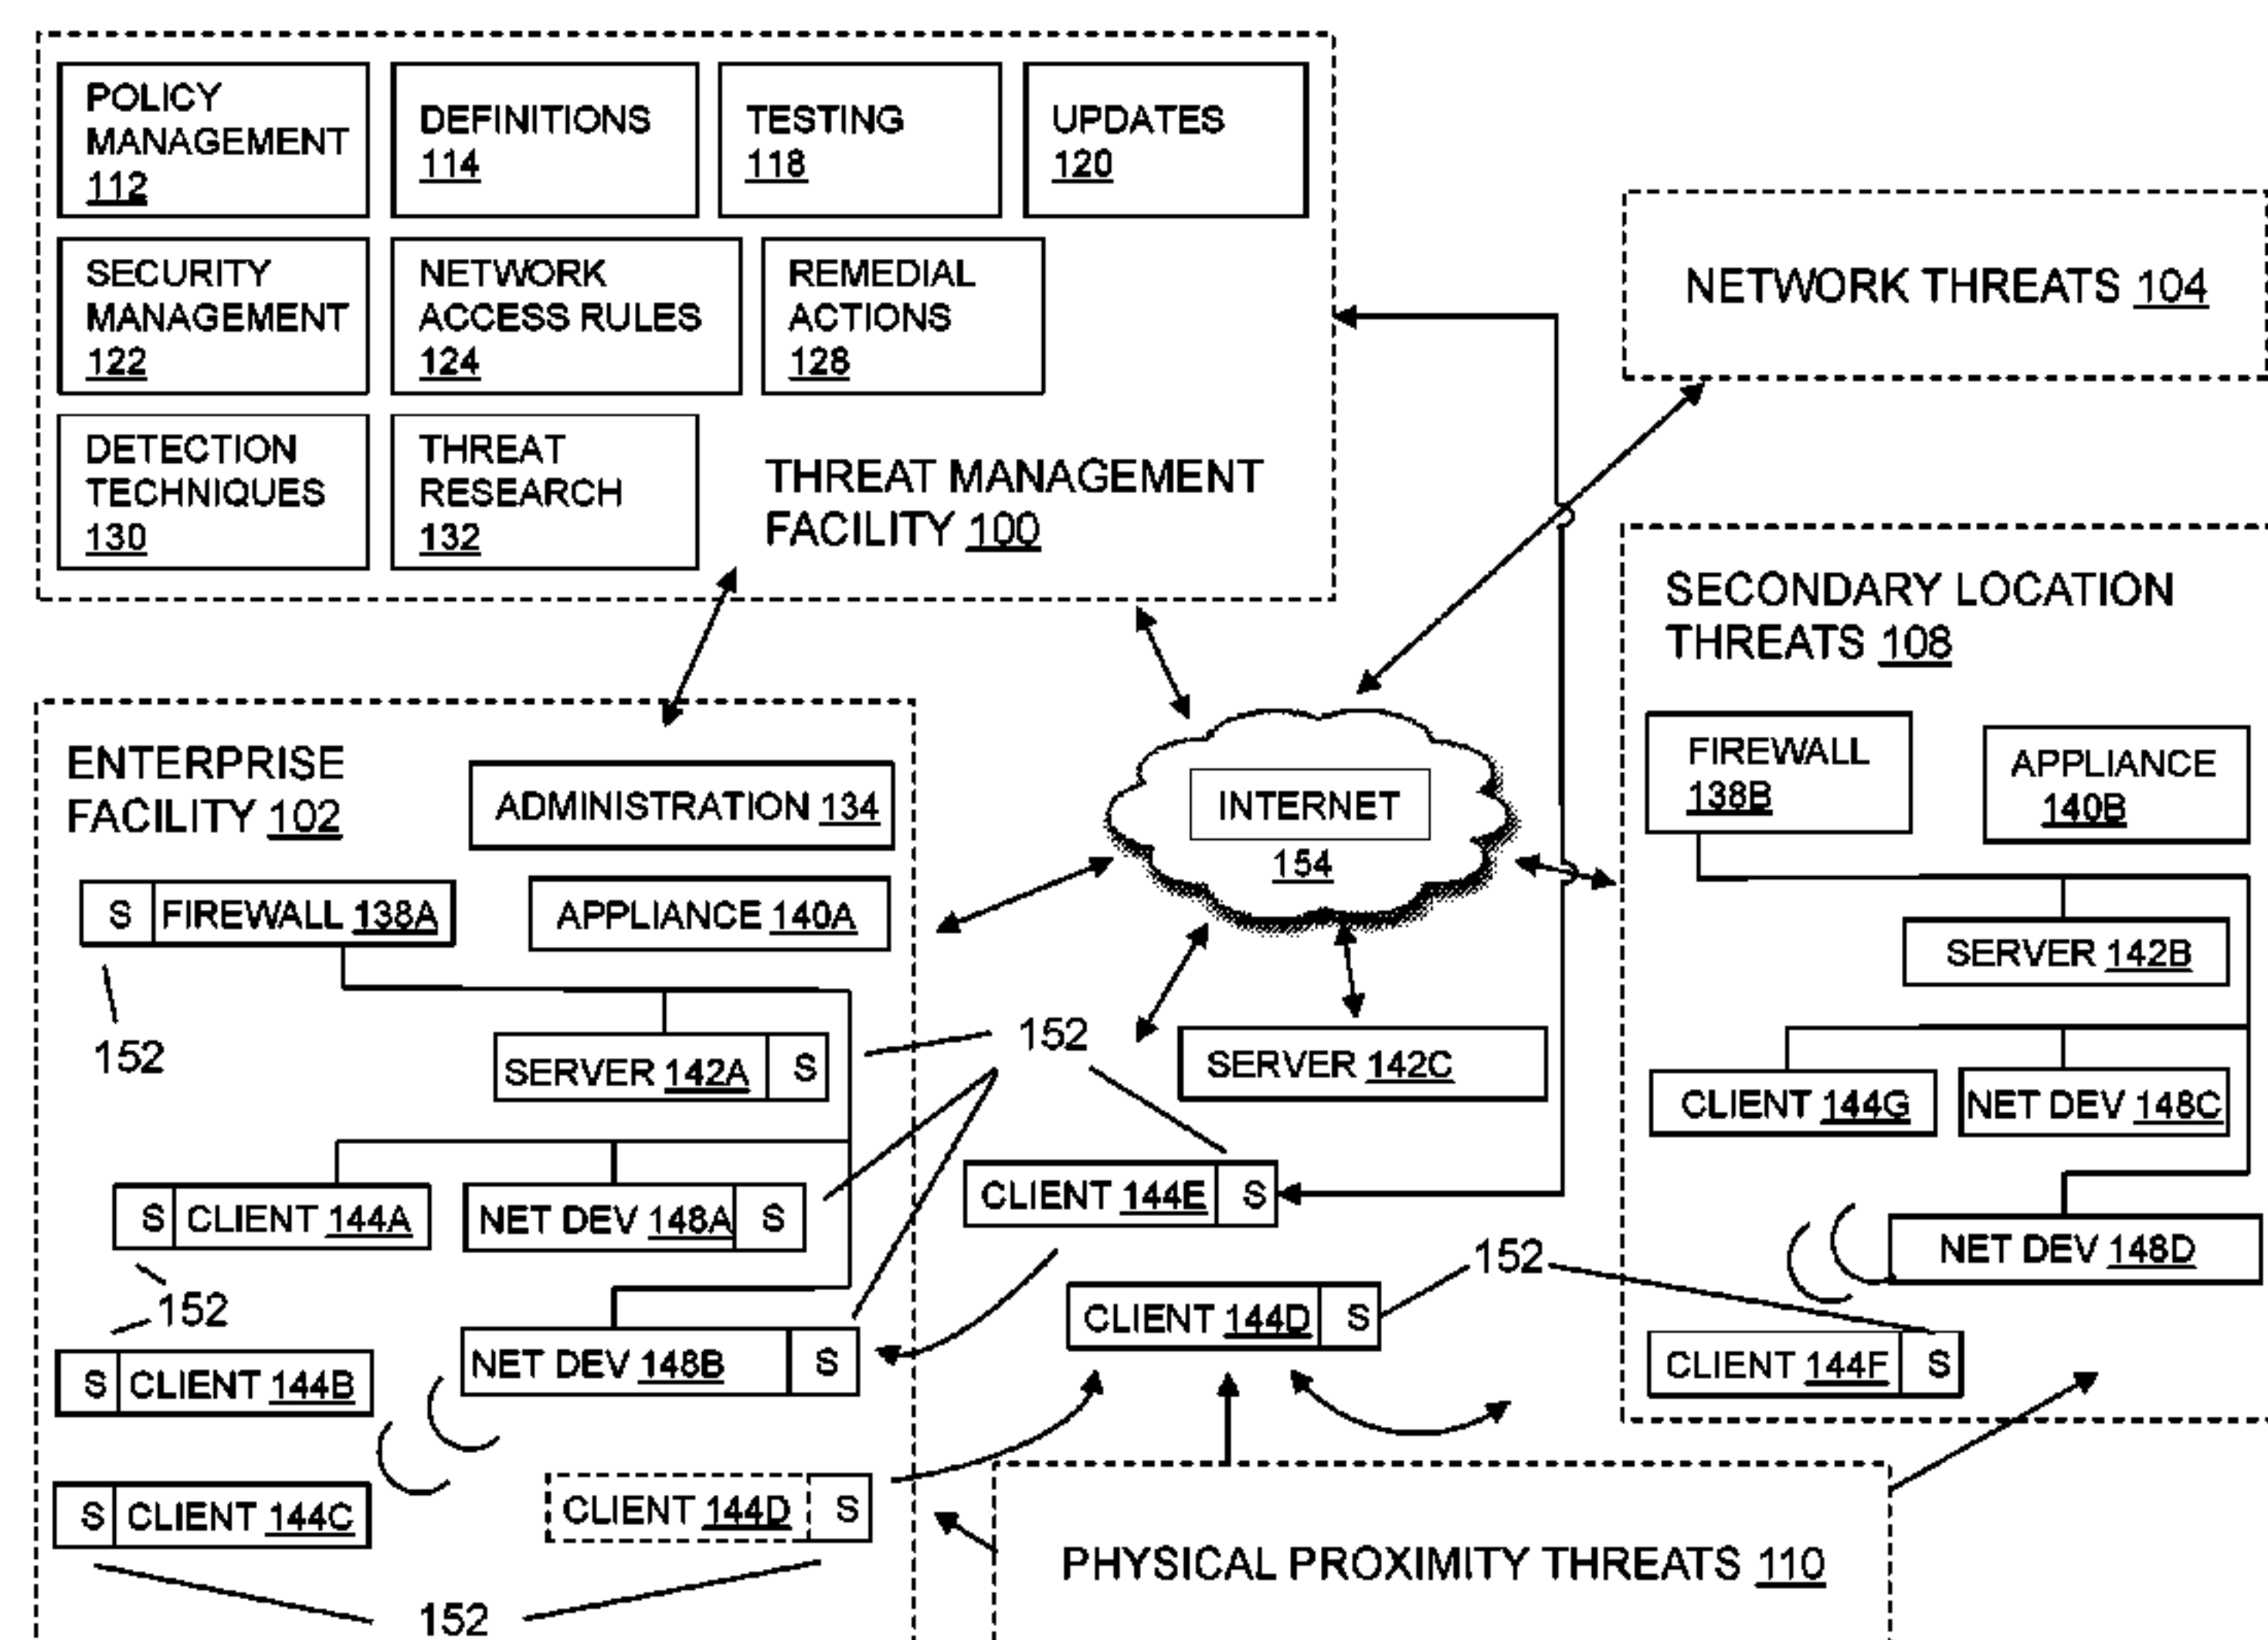 POLICY
MANAGEMENT
112
DEFINITIONS
114
TESTING
118
UPDATES
120
SECURITY
MANAGEMENT
122
NETWORK
ACCESS RULES
124
REMEDIAL
ACTIONS
128
DETECTION
TECHNIQUES
130
THREAT
RESEARCH
132
THREAT MANAGEMENT
FACILITY 100
NETWORK THREATS 104
ENTERPRISE
FACILITY 102
ADMINISTRATION 134
S FIREWALL 138A
APPLIANCE 140A
152
SERVER 142A S
S CLIENT 144A
NET DEV 148A S
152
S CLIENT 144B
NET DEV 148B S
S CLIENT 144C
CLIENT 144D S
152
INTERNET
154
152
SERVER 142C
CLIENT 144E S
CLIENT 144D S
152
PHYSICAL PROXIMITY THREATS 110
SECONDARY LOCATION
THREATS 108
FIREWALL
138B
APPLIANCE
140B
SERVER 142B
CLIENT 144G
NET DEV 148C
NET DEV 148D
CLIENT 144F S